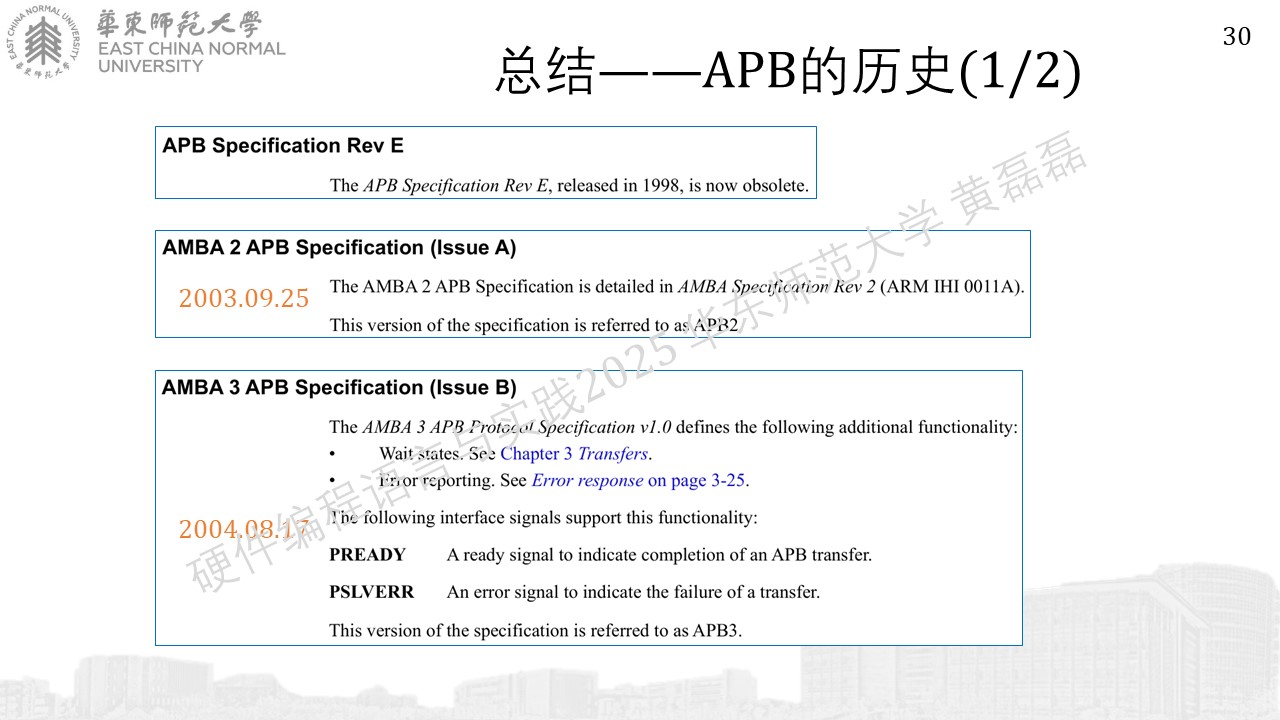 華東師範大學
EAST CHINA NORMAL
UNIVERSITY
EAST CHINA NORMAL UNIVERSITY
華東師范大學
30
总结——APB的历史(1/2)
APB Specification Rev E
The APB Specification Rev E, released in 1998, is now obsolete.
AMBA 2 APB Specification (Issue A)
2003.09.25
The AMBA 2 APB Specification is detailed in AMBA Specification Rev 2 (ARM IHI 0011A).
This version of the specification is referred to as APB2
AMBA 3 APB Specification (Issue B)
The AMBA 3 APB Protocol Specification v1.0 defines the following additional functionality:
• Wait states. See Chapter 3 Transfers.
• Error reporting. See Error response on page 3-25.
2004.08.17
The following interface signals support this functionality:
PREADY A ready signal to indicate completion of an APB transfer.
PSLVERR An error signal to indicate the failure of a transfer.
This version of the specification is referred to as APB3.
硬件编程语言与实践2025 华东师范大学 黄磊磊